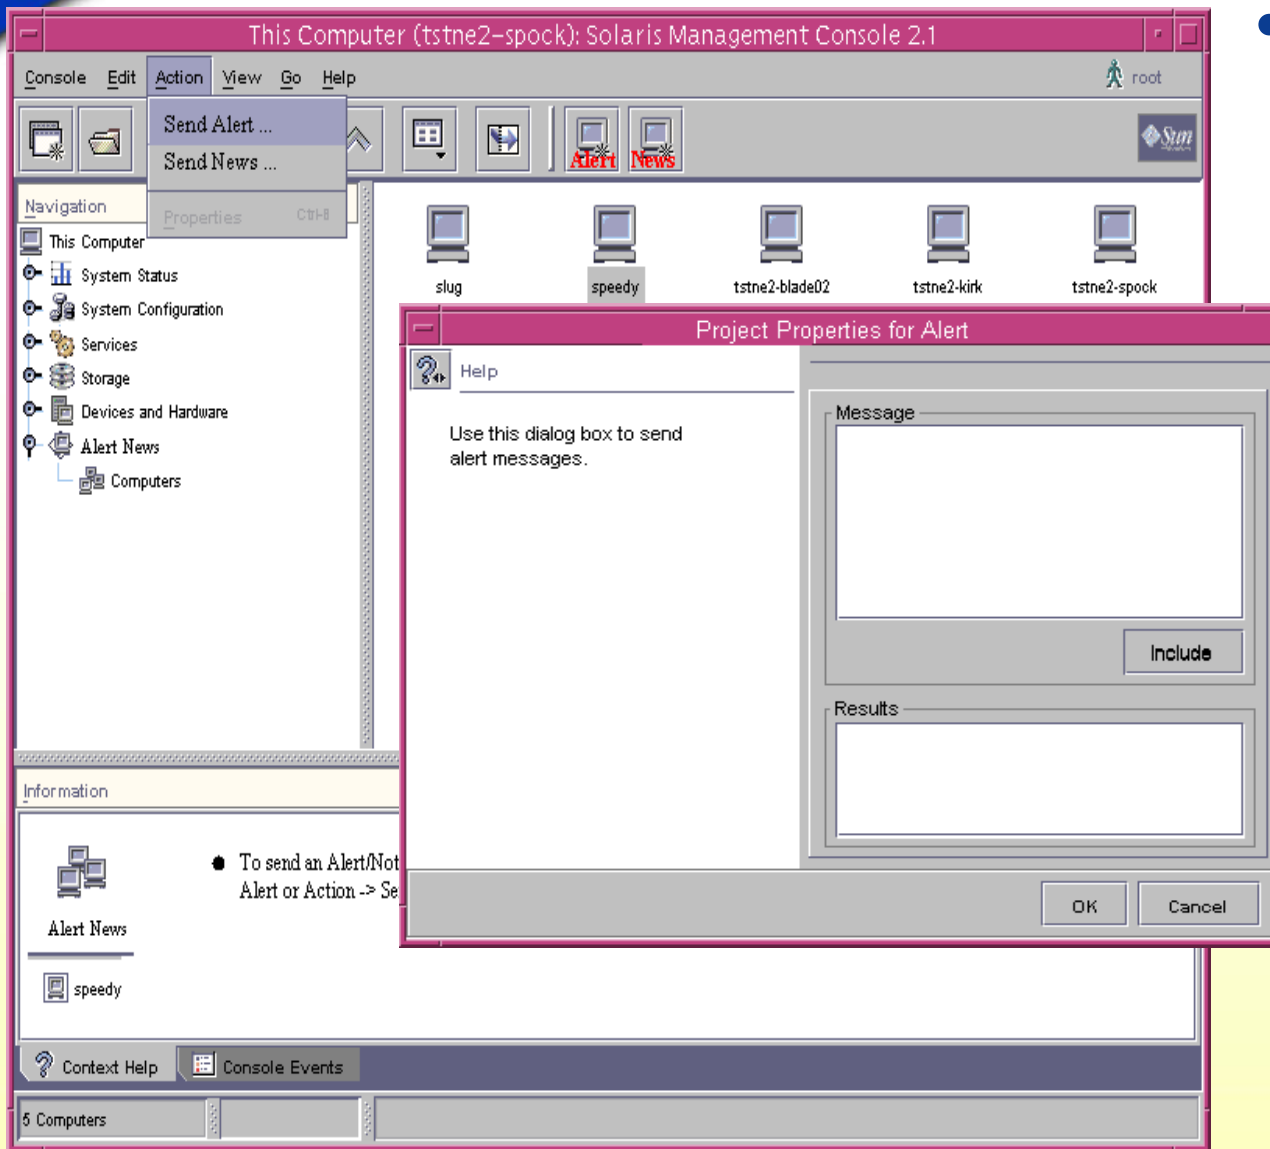 This Computer (tstne2-spock): Solaris Management Console 2.1
Console Edit Action View Go Help
root
Send Alert ...
Send News ...
Properties
Alert News
Sun
Navigation
This Computer
System Status
System Configuration
Services
Storage
Devices and Hardware
Alert News
Computers
slug speedy tstne2-blade02 tstne2-kirk tstne2-spock
Project Properties for Alert
Help
Use this dialog box to send
alert messages.
Message
Include
Results
OK Cancel
Information
Alert News
speedy
To send an Alert/Not
Alert or Action -> Se
Context Help Console Events
5 Computers